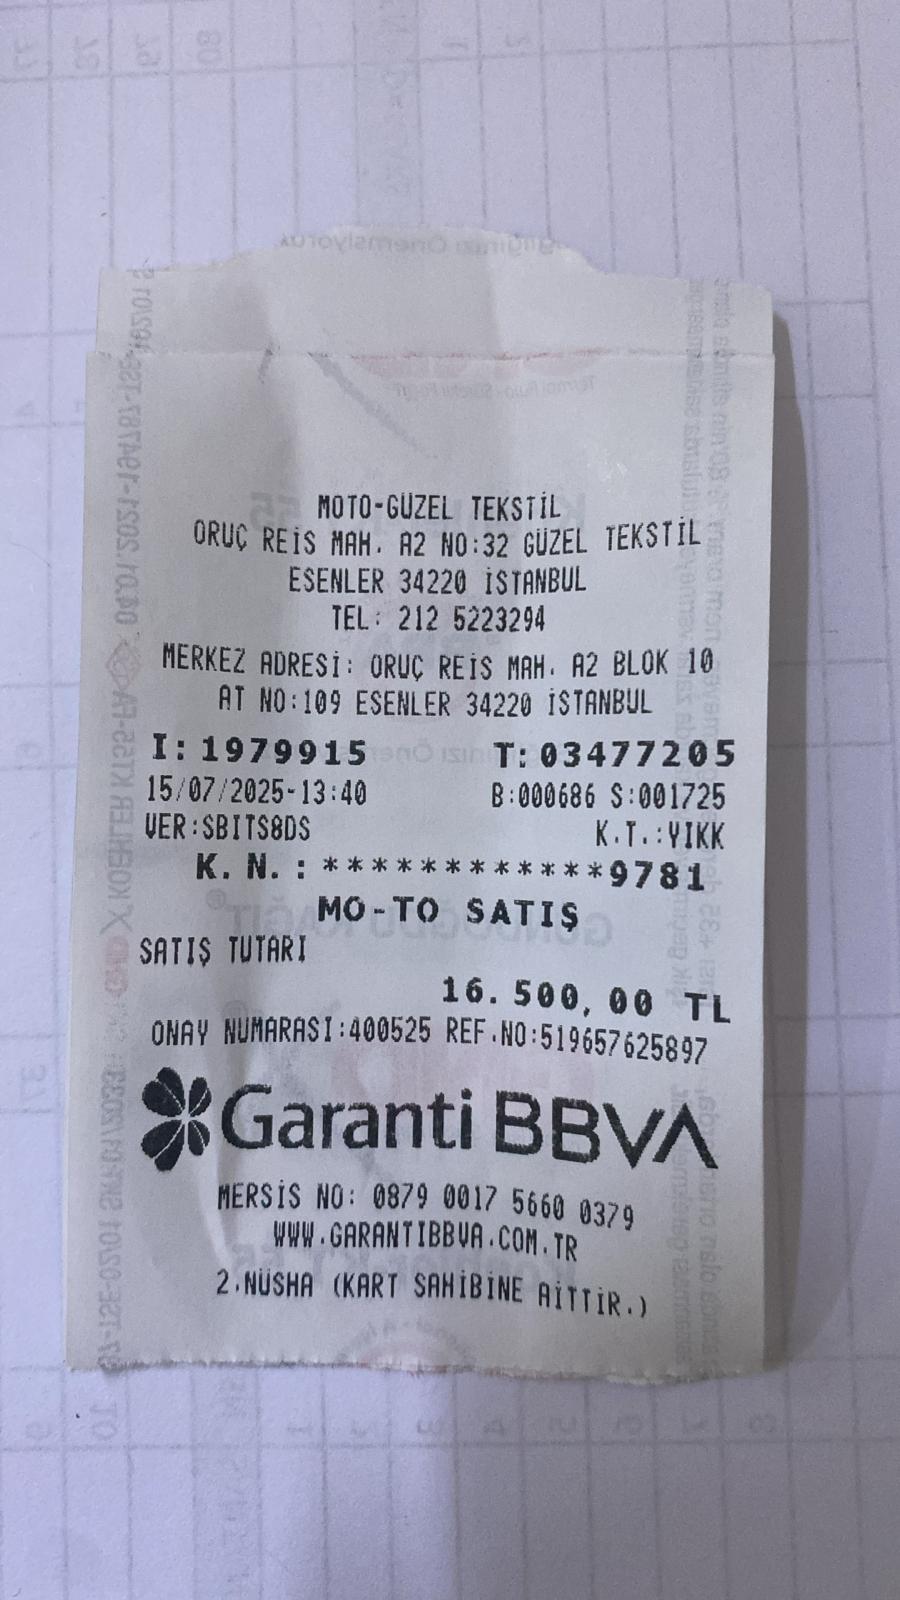 MOTO-GÜZEL TEKSTİL
ORUÇ REİS MAH. A2 NO:32 GÜZEL TEKSTİL
ESENLER 34220 İSTANBUL
TEL: 212 5223294
MERKEZ ADRESİ: ORUÇ REİS MAH. A2 BLOK 10
AT NO:109 ESENLER 34220 İSTANBUL
I: 1979915 T: 03477205
15/07/2025-13:40 B:000686 S:001725
VER:SBITS8DS K.T.:YIKK
K. N. : ************9781
MO-TO SATIŞ
SATIŞ TUTARI
16.500,00 TL
ONAY NUMARASI:400525 REF.NO:519657625897
Garanti BBVA
MERSİS NO: 0879 0017 5660 0379
WWW.GARANTIBBVA.COM.TR
2.NÜSHA (KART SAHİBİNE AİTTİR.)